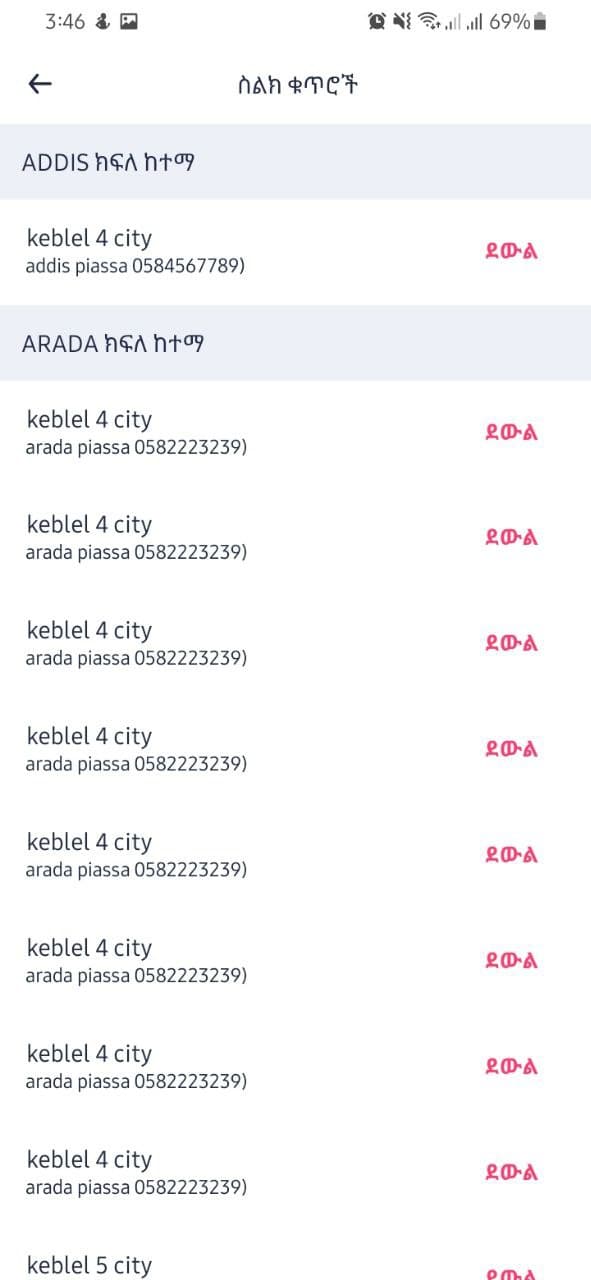 3:46 69%
ስልክ ቁጥሮች
ADDIS ክፍለ ከተማ
keblel 4 city
addis piassa 0584567789)
ደውል
ARADA ክፍለ ከተማ
keblel 4 city
arada piassa 0582223239)
ደውል
keblel 4 city
arada piassa 0582223239)
ደውል
keblel 4 city
arada piassa 0582223239)
ደውል
keblel 4 city
arada piassa 0582223239)
ደውል
keblel 4 city
arada piassa 0582223239)
ደውል
keblel 4 city
arada piassa 0582223239)
ደውል
keblel 4 city
arada piassa 0582223239)
ደውል
keblel 4 city
arada piassa 0582223239)
ደውል
keblel 5 city
ደውል